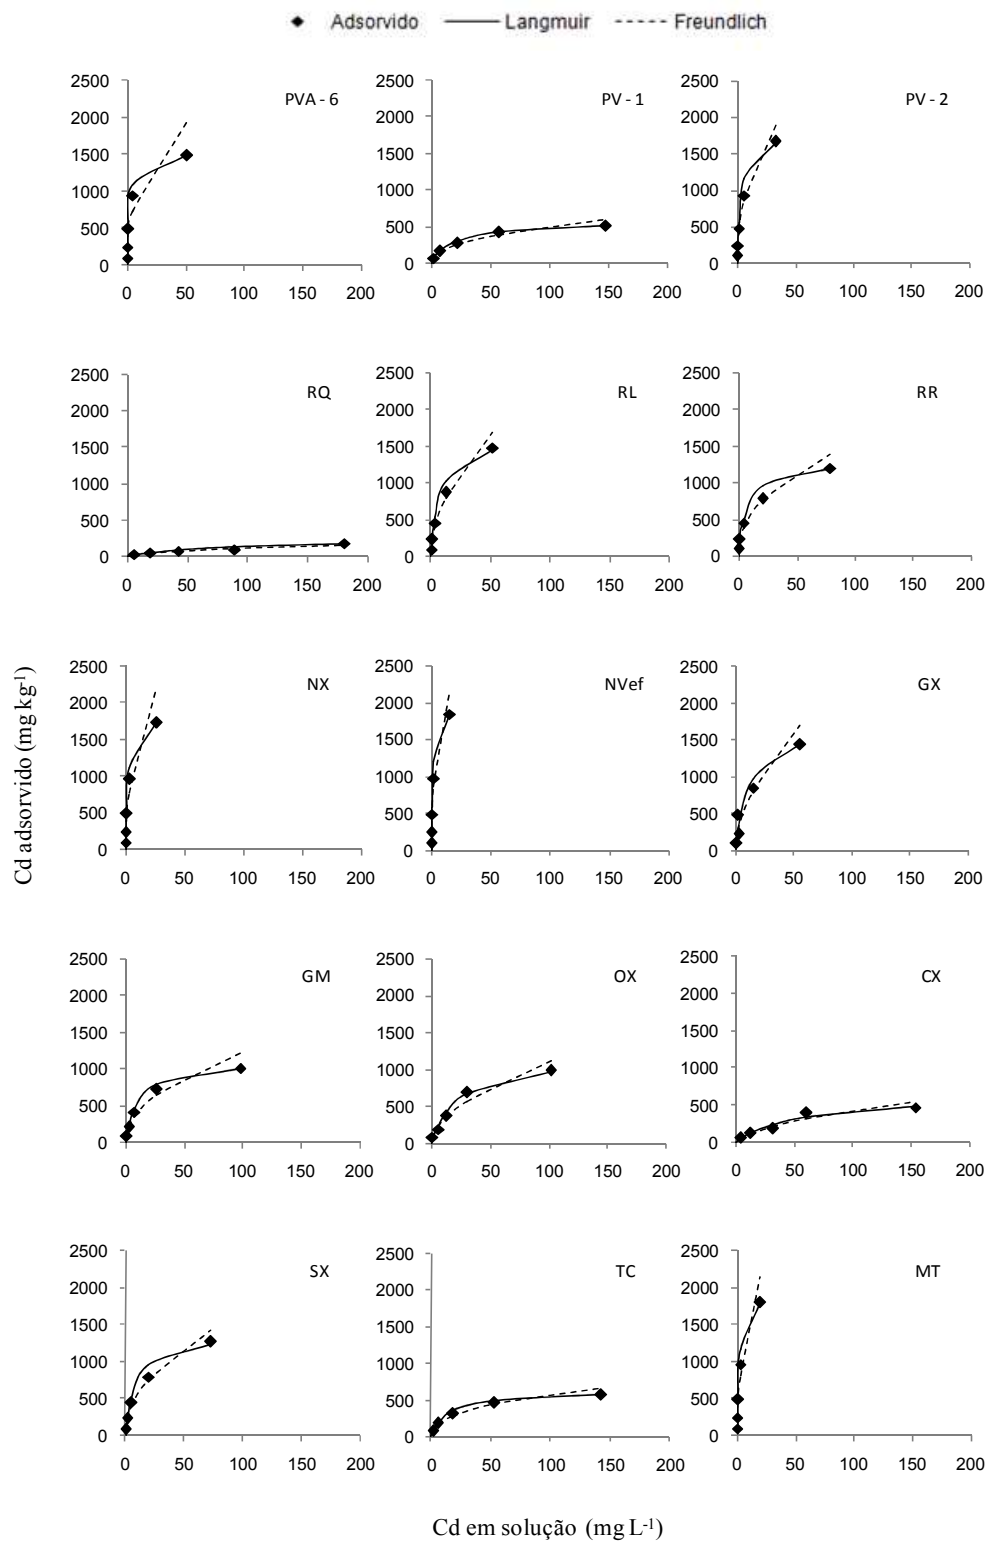 Adsorvido Langmuir Freundlich
PVA - 6 PV - 1 PV - 2
2500 2500 2500
2000 2000 2000
1500 1500 1500
1000 1000 1000
500 500 500
0 0 0
0 50 100 150 200 0 50 100 150 200 0 50 100 150 200
RQ RL RR
2500 2500 2500
2000 2000 2000
1500 1500 1500
1000 1000 1000
500 500 500
0 0 0
0 50 100 150 200 0 50 100 150 200 0 50 100 150 200
Cd adsorvido (mg kg-1)
NX NVef GX
2500 2500 2500
2000 2000 2000
1500 1500 1500
1000 1000 1000
500 500 500
0 0 0
0 50 100 150 200 0 50 100 150 200 0 50 100 150 200
GM OX CX
2500 2500 2500
2000 2000 2000
1500 1500 1500
1000 1000 1000
500 500 500
0 0 0
0 50 100 150 200 0 50 100 150 200 0 50 100 150 200
SX TC MT
2500 2500 2500
2000 2000 2000
1500 1500 1500
1000 1000 1000
500 500 500
0 0 0
0 50 100 150 200 0 50 100 150 200 0 50 100 150 200
Cd em solução (mg L-1)